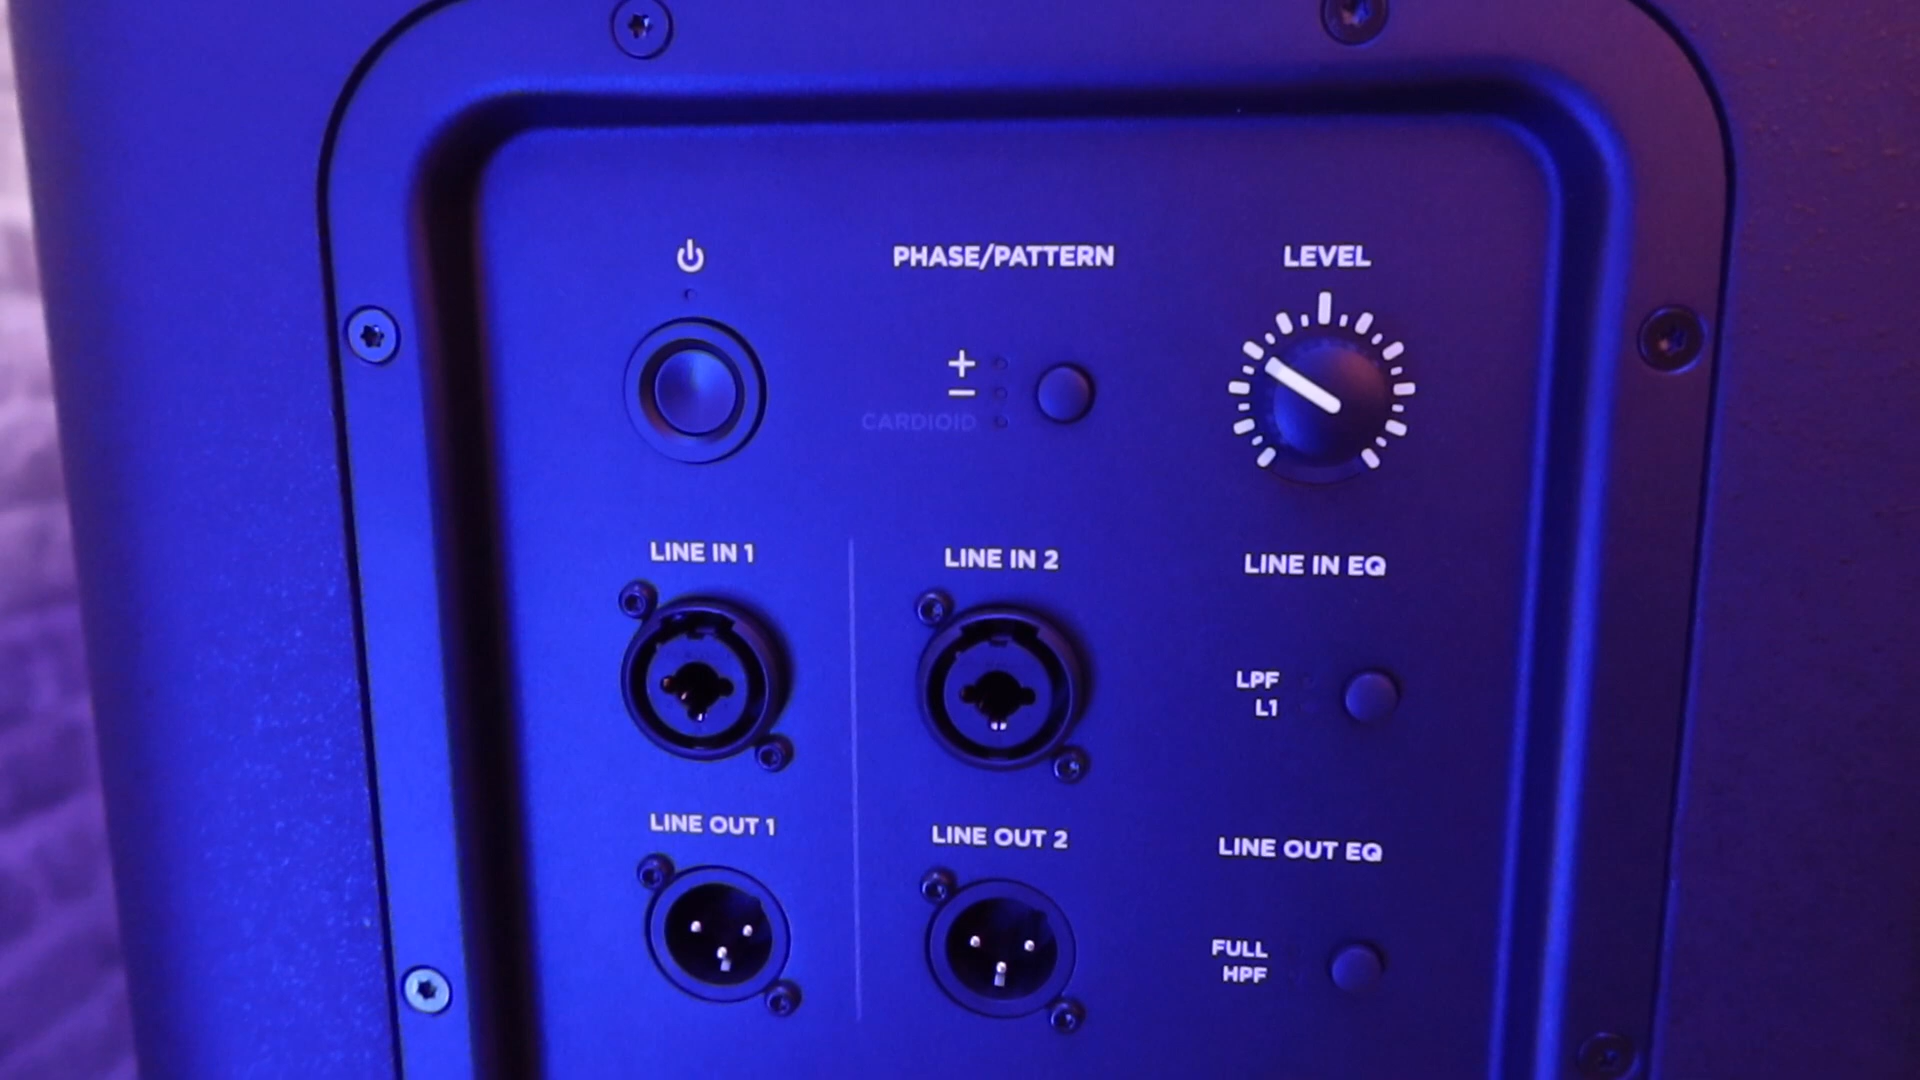 PHASE/PATTERN
LEVEL
+
−
CARDIOID
LINE IN 1
LINE IN 2
LINE IN EQ
LPF
L1
LINE OUT 1
LINE OUT 2
LINE OUT EQ
FULL
HPF